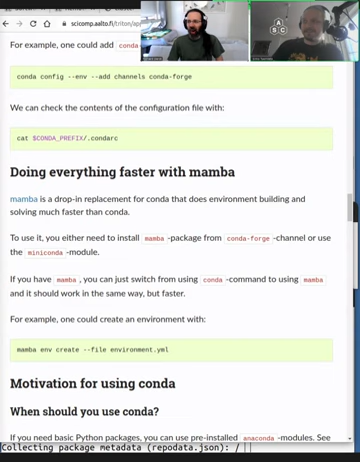 scicomp.aalto.fi/triton/app
For example, one could add conda
conda config --env --add channels conda-forge
We can check the contents of the configuration file with:
cat $CONDA_PREFIX/.condarc
Doing everything faster with mamba
mamba is a drop-in replacement for conda that does environment building and
solving much faster than conda.
To use it, you either need to install mamba -package from conda-forge -channel or use
the miniconda -module.
If you have mamba , you can just switch from using conda -command to using mamba
and it should work in the same way, but faster.
For example, one could create an environment with:
mamba env create --file environment.yml
Motivation for using conda
When should you use conda?
If you need basic Python packages, you can use pre-installed anaconda -modules. See
Collecting package metadata (repodata.json): /
A
S C